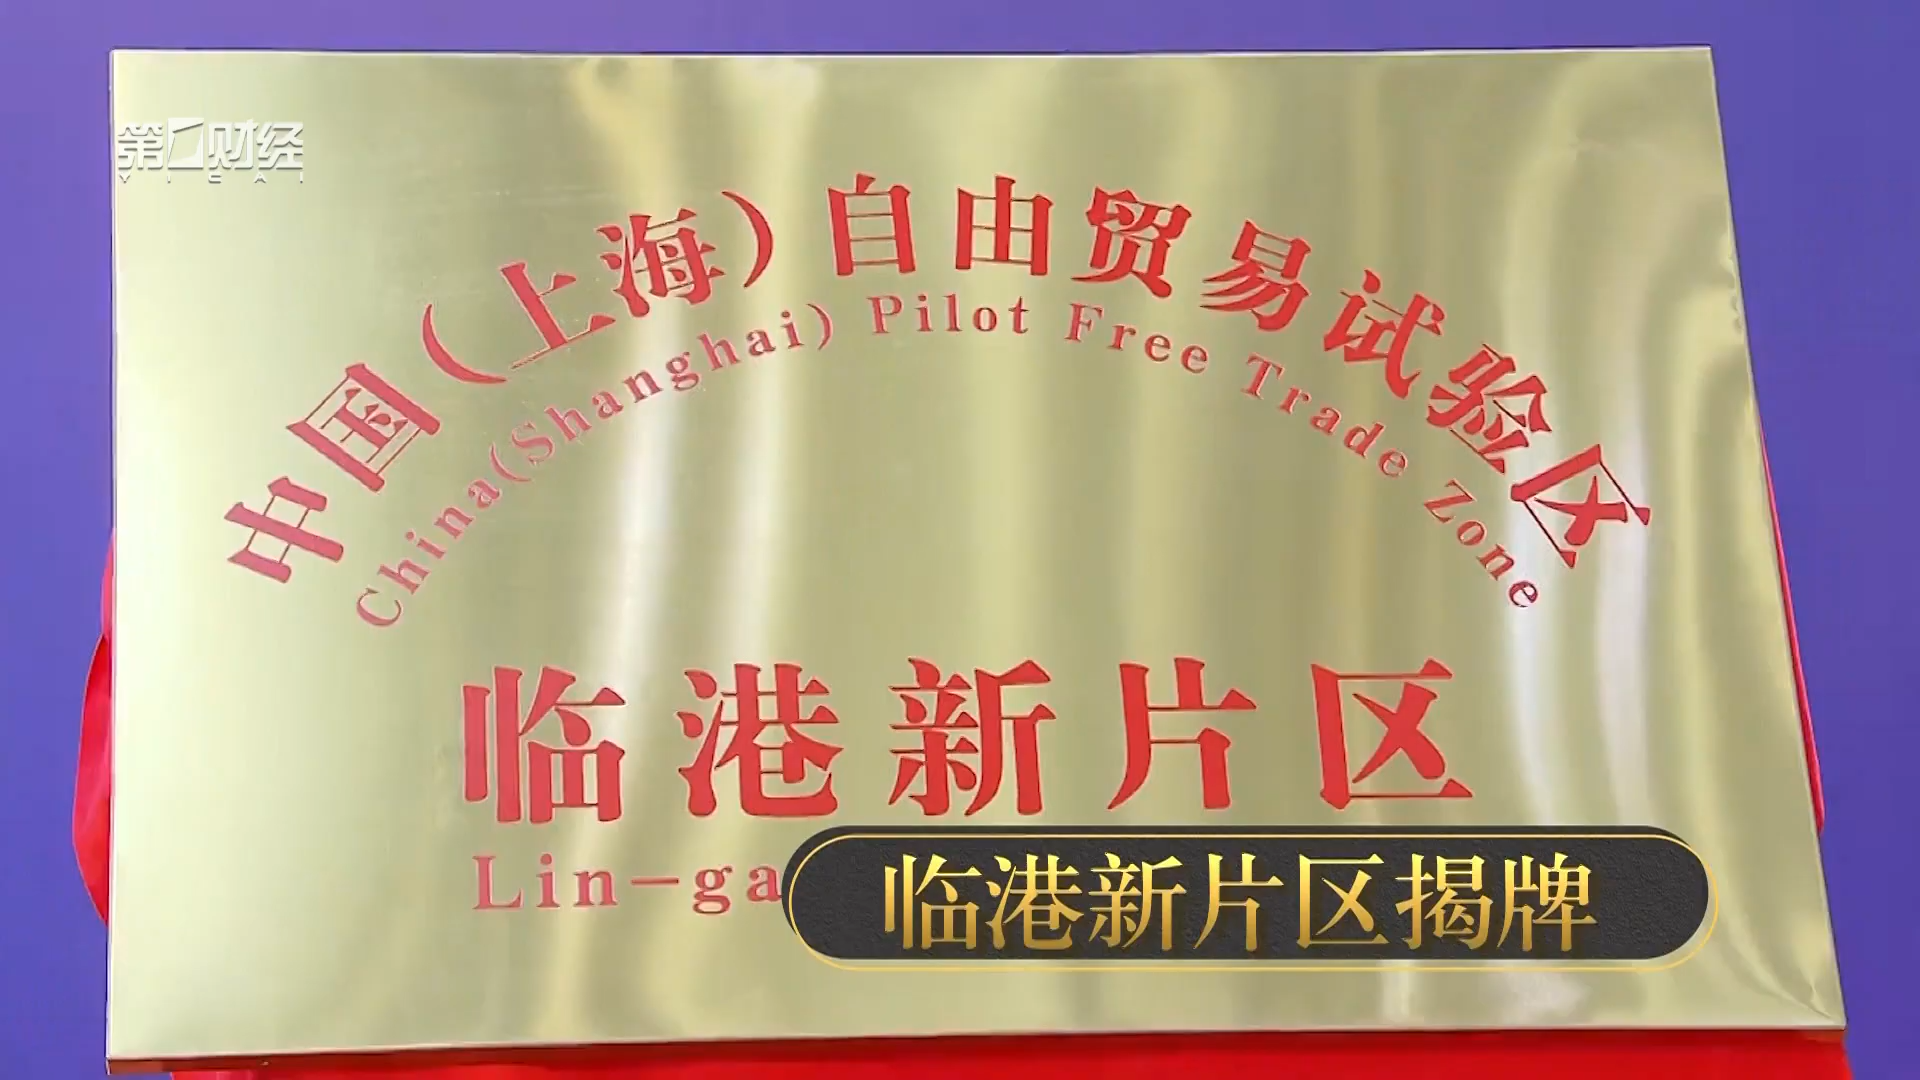 第一财经
YICAI
中国（上海）自由贸易试验区
China(Shanghai) Pilot Free Trade Zone
临港新片区
Lin-ga
临港新片区揭牌